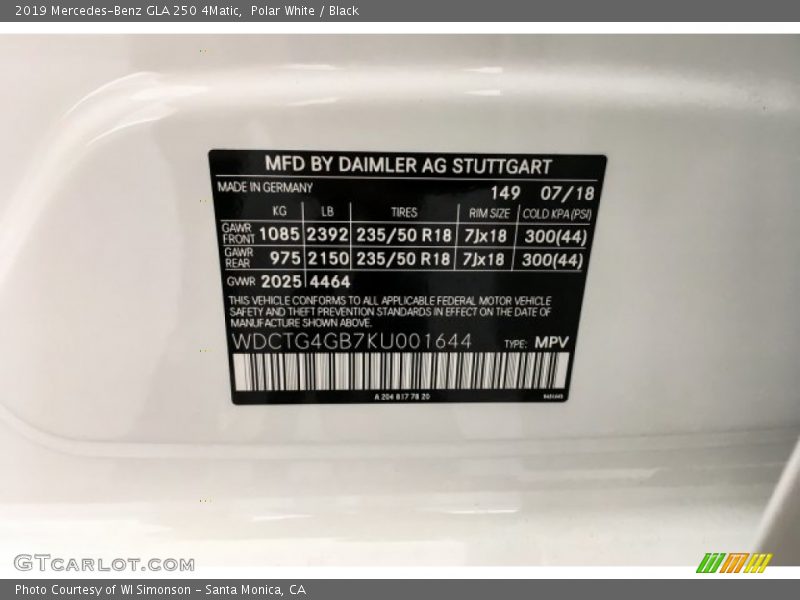 2019 Mercedes-Benz GLA 250 4Matic,  Polar White / Black
MFD BY DAIMLER AG STUTTGART
MADE IN GERMANY 149 07/18
KG LB TIRES RIM SIZE COLD KPA (PSI)
GAWR FRONT 1085 2392 235/50 R18 7Jx18 300(44)
GAWR REAR 975 2150 235/50 R18 7Jx18 300(44)
GVWR 2025 4464
THIS VEHICLE CONFORMS TO ALL APPLICABLE FEDERAL MOTOR VEHICLE
SAFETY AND THEFT PREVENTION STANDARDS IN EFFECT ON THE DATE OF
MANUFACTURE SHOWN ABOVE.
WDCTG4GB7KU001644 TYPE: MPV
A 204 817 78 20
GTCARLOT.COM
Photo Courtesy of WI Simonson - Santa Monica, CA